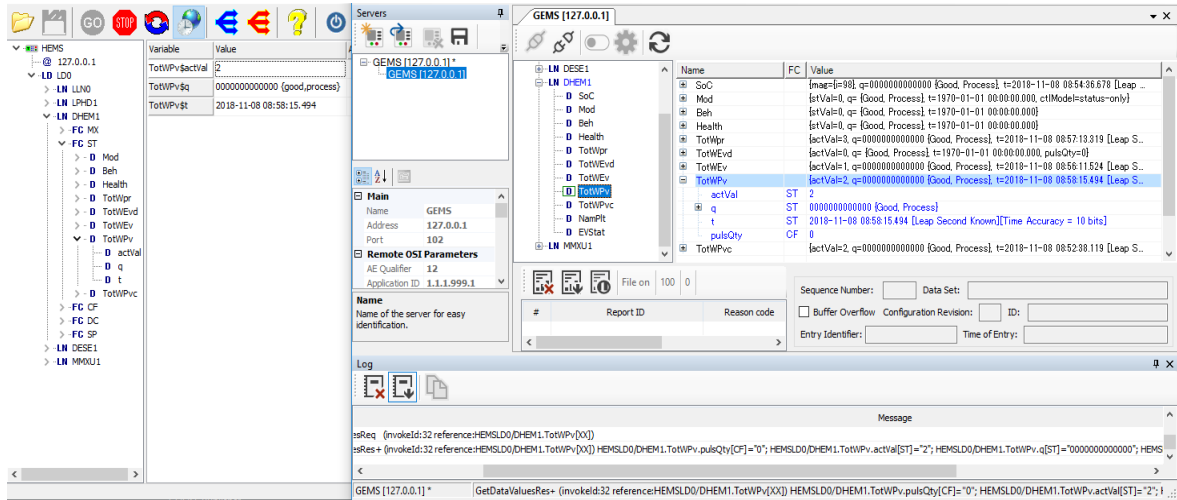 GO
STOP
HEMS
@ 127.0.0.1
LD LD0
LN LLN0
LN LPHD1
LN DHEM1
FC MX
FC ST
D Mod
D Beh
D Health
D TotWpr
D TotWEvd
D TotWEv
D TotWPv
D actVal
D q
D t
D TotWPvc
FC CF
FC DC
FC SP
LN DESE1
LN MMXU1
Variable Value
TotWPv$actVal 2
TotWPv$q 0000000000000 {good,process}
TotWPv$t 2018-11-08 08:58:15.494
Servers
GEMS [127.0.0.1] *
GEMS [127.0.0.1]
Main
Name GEMS
Address 127.0.0.1
Port 102
Remote OSI Parameters
AE Qualifier 12
Application ID 1.1.1.999.1
Name
Name of the server for easy
identification.
GEMS [127.0.0.1]
LN DESE1
LN DHEM1
D SoC
D Mod
D Beh
D Health
D TotWpr
D TotWEvd
D TotWEv
D TotWPv
D TotWPvc
D NamPlt
D EVStat
LN MMXU1
Name FC Value
SoC {mag={i=98}, q=0000000000000 {Good, Process}, t=2018-11-08 08:54:36.678 [Leap ...
Mod {stVal=0, q= {Good, Process}, t=1970-01-01 00:00:00.000, ctlModel=status-only}
Beh {stVal=0, q= {Good, Process}, t=1970-01-01 00:00:00.000}
Health {stVal=0, q= {Good, Process}, t=1970-01-01 00:00:00.000}
TotWpr {actVal=3, q=0000000000000 {Good, Process}, t=2018-11-08 08:57:13.319 [Leap S...
TotWEvd {actVal=0, q= {Good, Process}, t=1970-01-01 00:00:00.000, pulsQty=0}
TotWEv {actVal=1, q=0000000000000 {Good, Process}, t=2018-11-08 08:56:11.524 [Leap S...
TotWPv {actVal=2, q=0000000000000 {Good, Process}, t=2018-11-08 08:58:15.494 [Leap S...
actVal ST 2
q ST 0000000000000 {Good, Process}
t ST 2018-11-08 08:58:15.494 [Leap Second Known][Time Accuracy = 10 bits]
pulsQty CF 0
TotWPvc {actVal=2, q=0000000000000 {Good, Process}, t=2018-11-08 08:52:38.119 [Leap S...
File on 100 0
# Report ID Reason code
Sequence Number: Data Set:
Buffer Overflow Configuration Revision: ID:
Entry Identifier: Time of Entry:
Log
Message
esReq (invokeId:32 reference:HEMSLD0/DHEM1.TotWPv[XX])
esRes+ (invokeId:32 reference:HEMSLD0/DHEM1.TotWPv[XX]) HEMSLD0/DHEM1.TotWPv.pulsQty[CF]="0"; HEMSLD0/DHEM1.TotWPv.actVal[ST]="2"; HEMSLD0/DHEM1.TotWPv.q[ST]="0000000000000"; HEMS
GEMS [127.0.0.1] * GetDataValuesRes+ (invokeId:32 reference:HEMSLD0/DHEM1.TotWPv[XX]) HEMSLD0/DHEM1.TotWPv.pulsQty[CF]="0"; HEMSLD0/DHEM1.TotWPv.actVal[ST]="2";